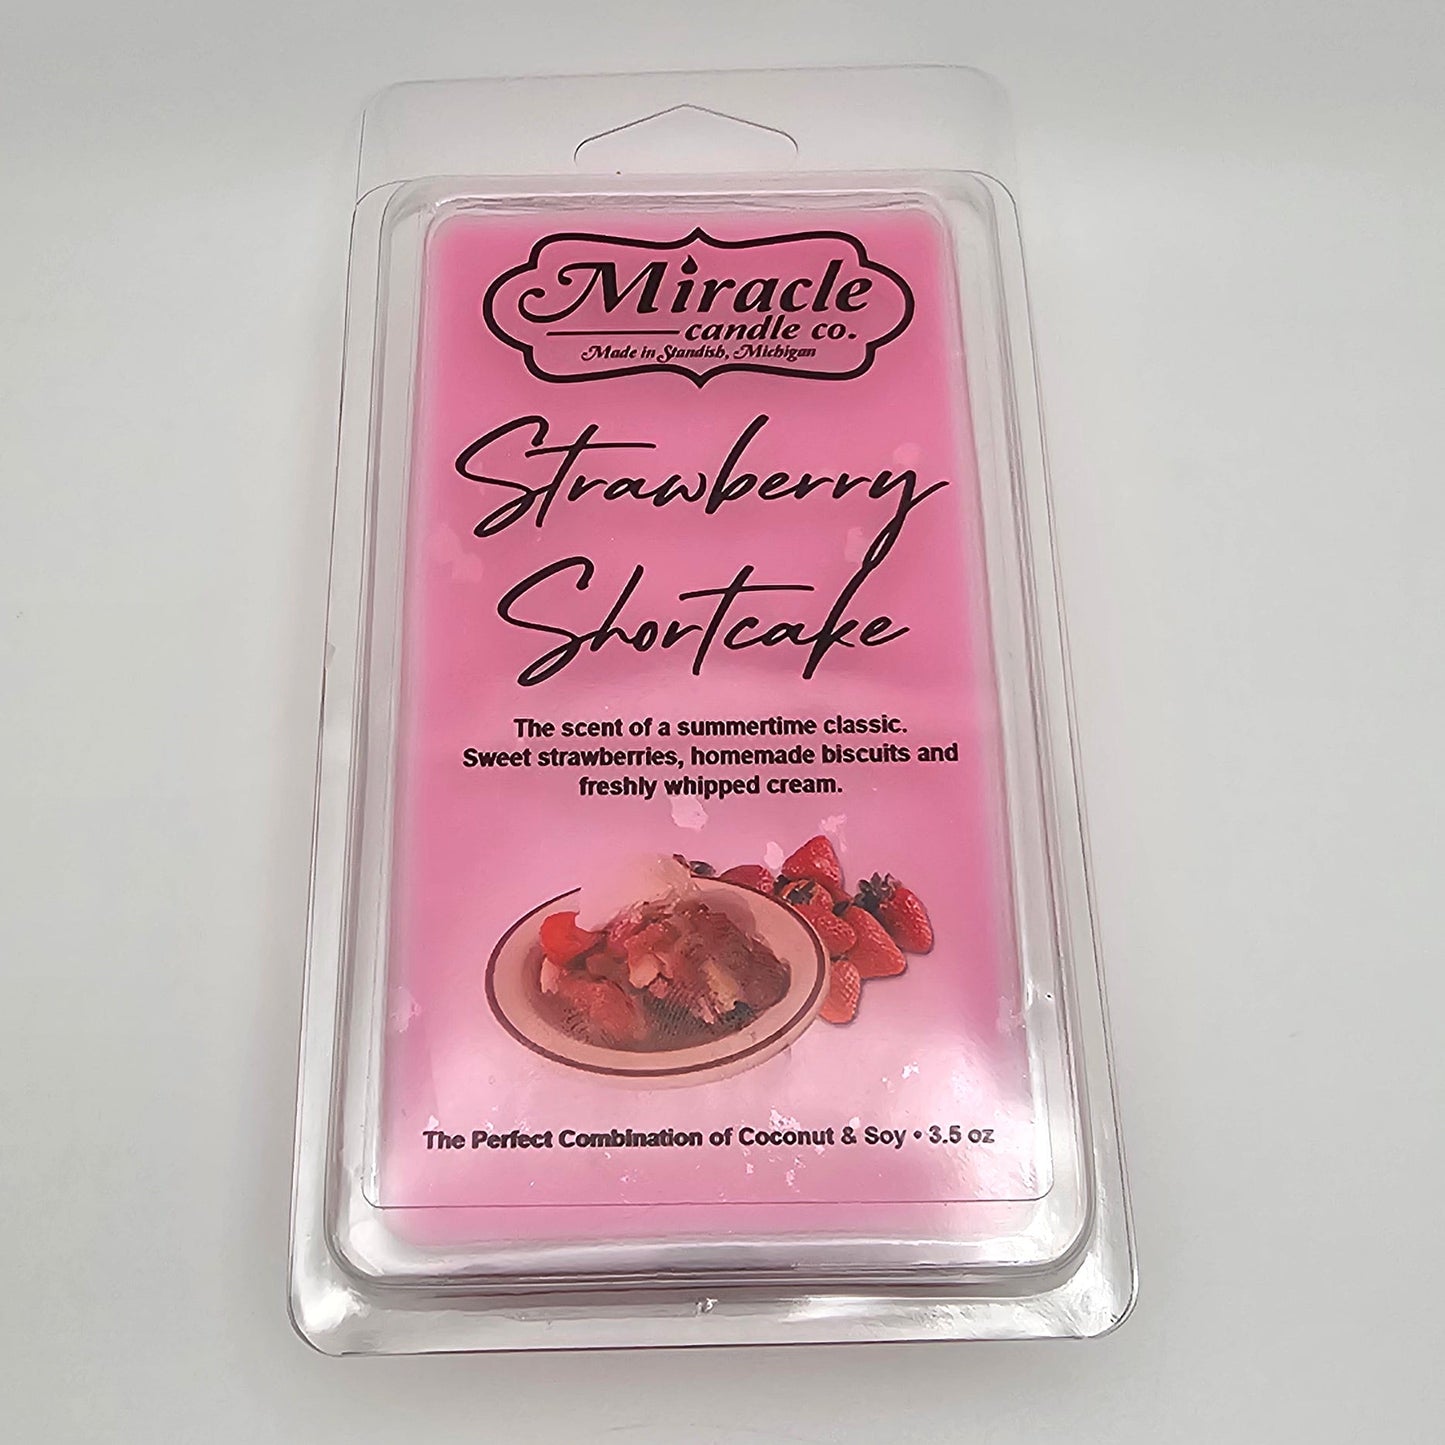 Miracle
candle co.
Made in Standish, Michigan
Strawberry
Shortcake
The scent of a summertime classic.
Sweet strawberries, homemade biscuits and
freshly whipped cream.
The Perfect Combination of Coconut & Soy • 3.5 oz